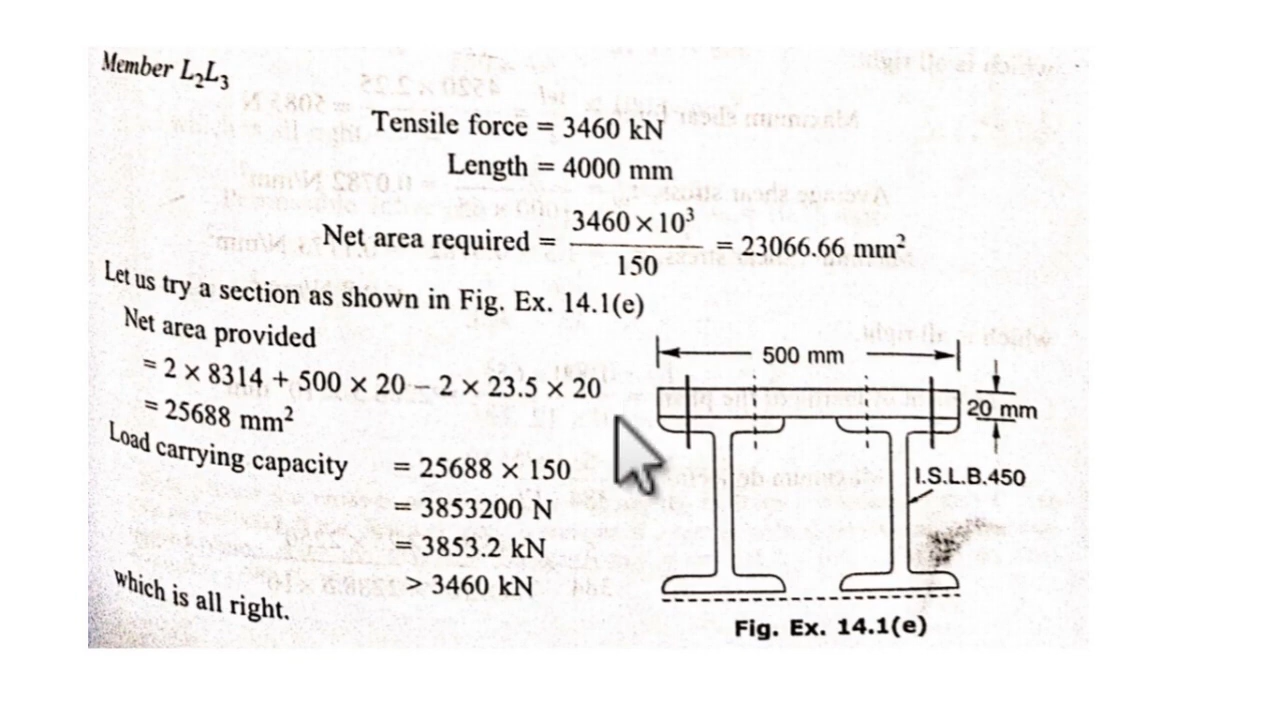 Member L₂L₃
Tensile force = 3460 kN
Length = 4000 mm
Net area required = 3460 × 10³ / 150 = 23066.66 mm²
Let us try a section as shown in Fig. Ex. 14.1(e)
Net area provided
= 2 × 8314 + 500 × 20 – 2 × 23.5 × 20
= 25688 mm²
Load carrying capacity = 25688 × 150
= 3853200 N
= 3853.2 kN
> 3460 kN
which is all right.
500 mm
20 mm
I.S.L.B.450
Fig. Ex. 14.1(e)